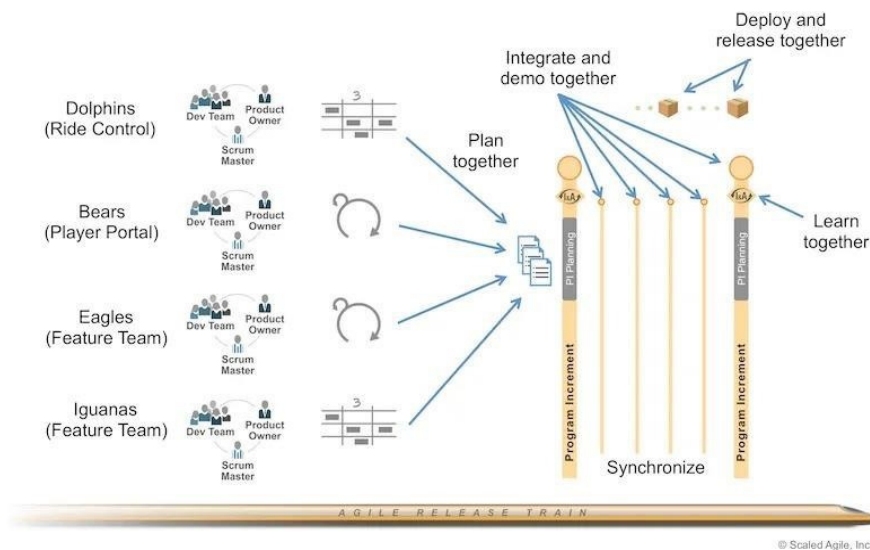 Deploy and
release together
Integrate and
demo together
Dolphins
(Ride Control)
Dev Team
Product
Owner
Scrum
Master
3
Plan
together
Bears
(Player Portal)
Dev Team
Product
Owner
Scrum
Master
I&A
I&A
Learn
together
PI Planning
PI Planning
Eagles
(Feature Team)
Dev Team
Product
Owner
Scrum
Master
Iguanas
(Feature Team)
Dev Team
Product
Owner
Scrum
Master
3
Program Increment
Program Increment
Synchronize
AGILE RELEASE TRAIN
© Scaled Agile, Inc